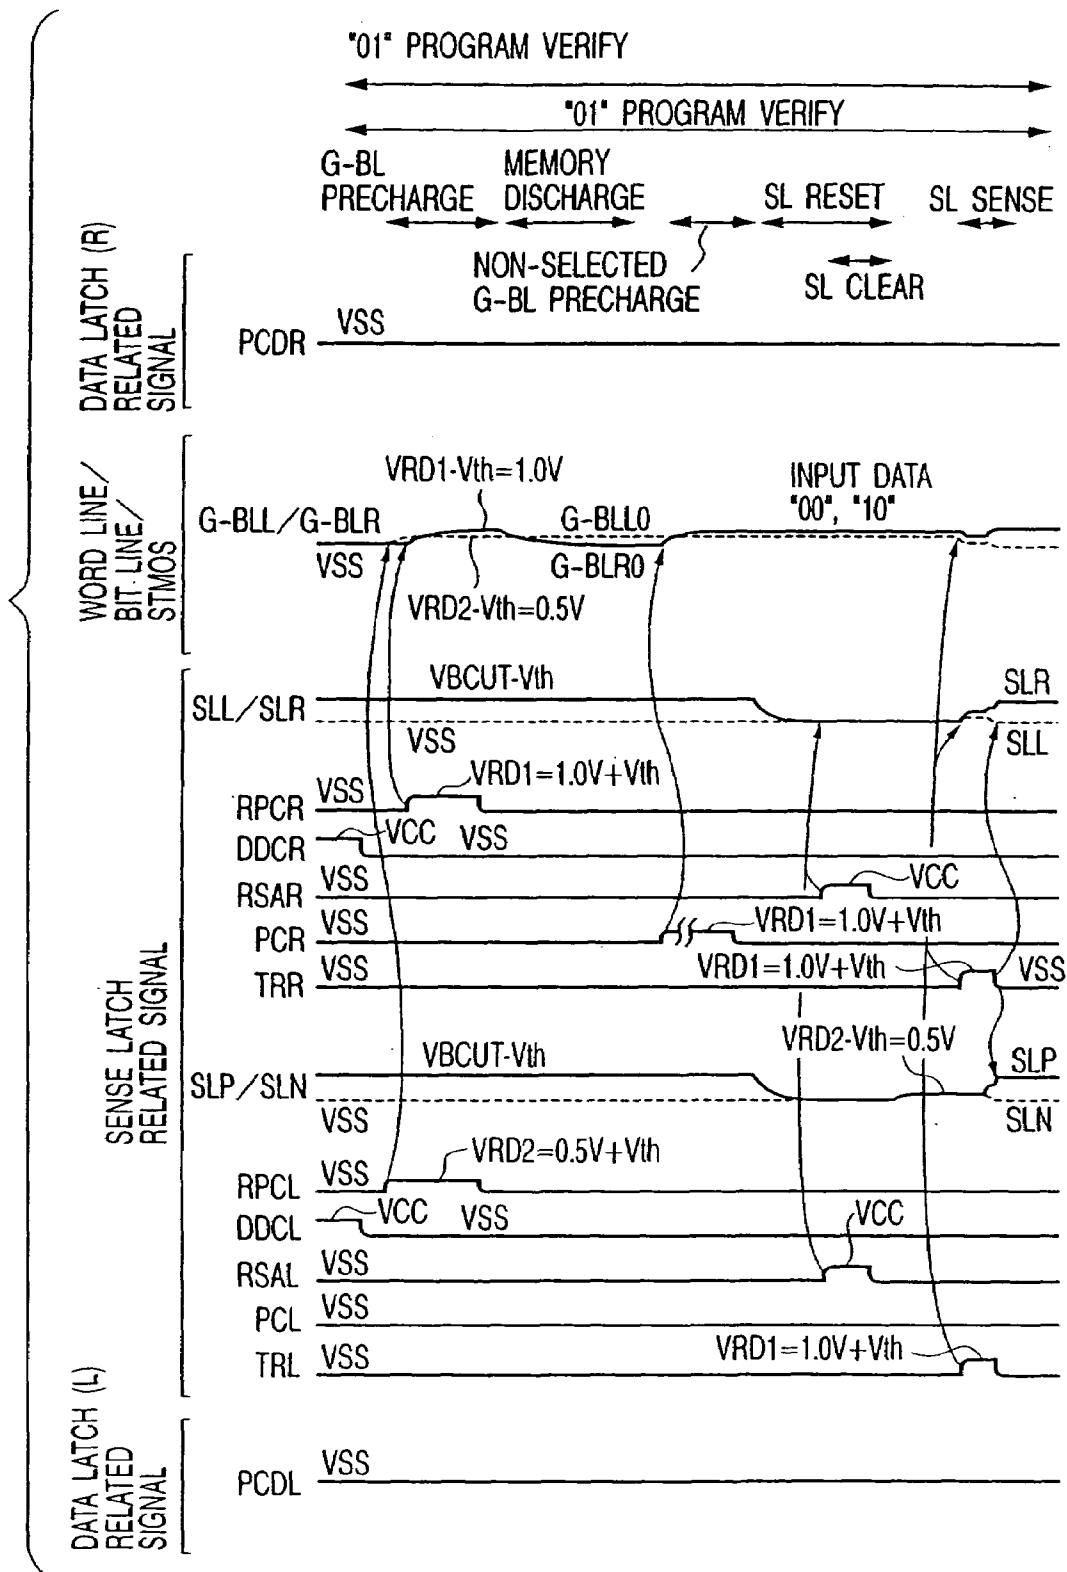 "01" PROGRAM VERIFY
"01" PROGRAM VERIFY
G-BL
PRECHARGE
MEMORY
DISCHARGE
SL RESET
SL SENSE
NON-SELECTED
G-BL PRECHARGE
SL CLEAR
DATA LATCH (R)
RELATED
SIGNAL
PCDR
VSS
WORD LINE/
BIT-LINE/
STMOS
G-BLL/G-BLR
VSS
VRD1-Vth=1.0V
G-BLL0
G-BLR0
VRD2-Vth=0.5V
INPUT DATA
"00", "10"
SENSE LATCH
RELATED SIGNAL
SLL/SLR
VBCUT-Vth
VSS
SLR
SLL
RPCR
VSS
VRD1=1.0V+Vth
DDCR
VCC
VSS
RSAR
VSS
VCC
PCR
VSS
VRD1=1.0V+Vth
TRR
VSS
VRD1=1.0V+Vth
VSS
SLP/SLN
VBCUT-Vth
VSS
VRD2-Vth=0.5V
SLP
SLN
RPCL
VSS
VRD2=0.5V+Vth
DDCL
VCC
VSS
RSAL
VSS
VCC
PCL
VSS
TRL
VSS
VRD1=1.0V+Vth
DATA LATCH (L)
RELATED
SIGNAL
PCDL
VSS